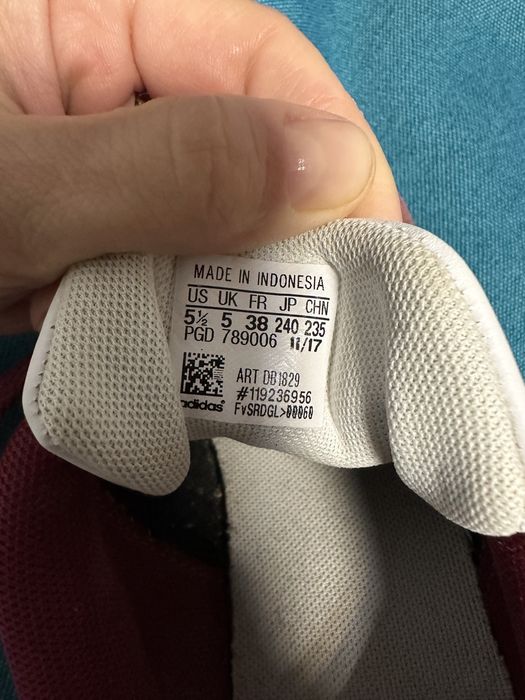 MADE IN INDONESIA
US UK FR JP CHN
5½ 5 38 240 235
PGD 789006 11/17
ART DB1829
#119236956
adidas® FvSRDGL>00060